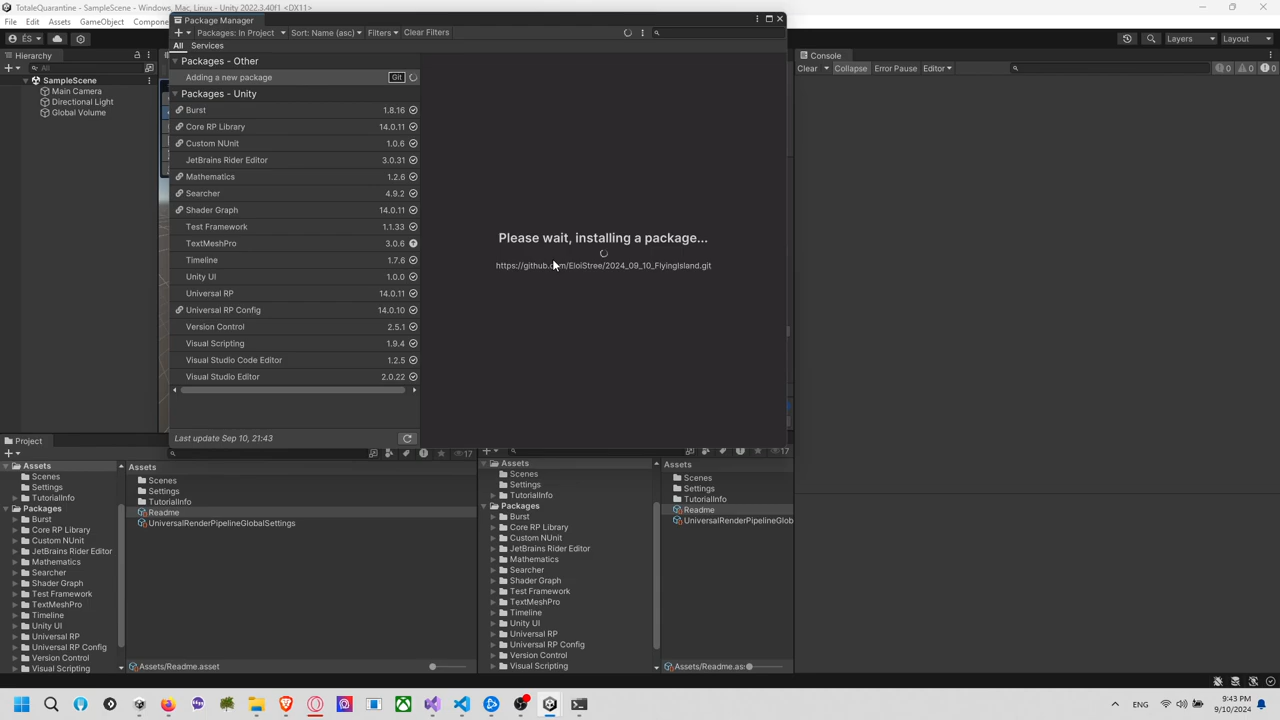 TotaleQuarantine - SampleScene - Windows, Mac, Linux - Unity 2022.3.40f1 <DX11>
File Edit Assets GameObject Compone
ÉS
Layers Layout
Hierarchy
All
SampleScene
Main Camera
Directional Light
Global Volume
Package Manager
Packages: In Project Sort: Name (asc) Filters Clear Filters
All Services
Packages - Other
Adding a new package Git
Packages - Unity
Burst 1.8.16
Core RP Library 14.0.11
Custom NUnit 1.0.6
JetBrains Rider Editor 3.0.31
Mathematics 1.2.6
Searcher 4.9.2
Shader Graph 14.0.11
Test Framework 1.1.33
TextMeshPro 3.0.6
Timeline 1.7.6
Unity UI 1.0.0
Universal RP 14.0.11
Universal RP Config 14.0.10
Version Control 2.5.1
Visual Scripting 1.9.4
Visual Studio Code Editor 1.2.5
Visual Studio Editor 2.0.22
Last update Sep 10, 21:43
Please wait, installing a package...
https://github.com/EloiStree/2024_09_10_FlyingIsland.git
Console
Clear Collapse Error Pause Editor 0 0 0
Project
17
Assets
Scenes
Settings
TutorialInfo
Packages
Burst
Core RP Library
Custom NUnit
JetBrains Rider Editor
Mathematics
Searcher
Shader Graph
Test Framework
TextMeshPro
Timeline
Unity UI
Universal RP
Universal RP Config
Version Control
Visual Scripting
Assets
Scenes
Settings
TutorialInfo
Readme
UniversalRenderPipelineGlobalSettings
Assets/Readme.asset
17
Assets
Scenes
Settings
TutorialInfo
Packages
Burst
Core RP Library
Custom NUnit
JetBrains Rider Editor
Mathematics
Searcher
Shader Graph
Test Framework
TextMeshPro
Timeline
Unity UI
Universal RP
Universal RP Config
Version Control
Visual Scripting
Assets
Scenes
Settings
TutorialInfo
Readme
UniversalRenderPipelineGlob
Assets/Readme.as
ENG
9:43 PM
9/10/2024